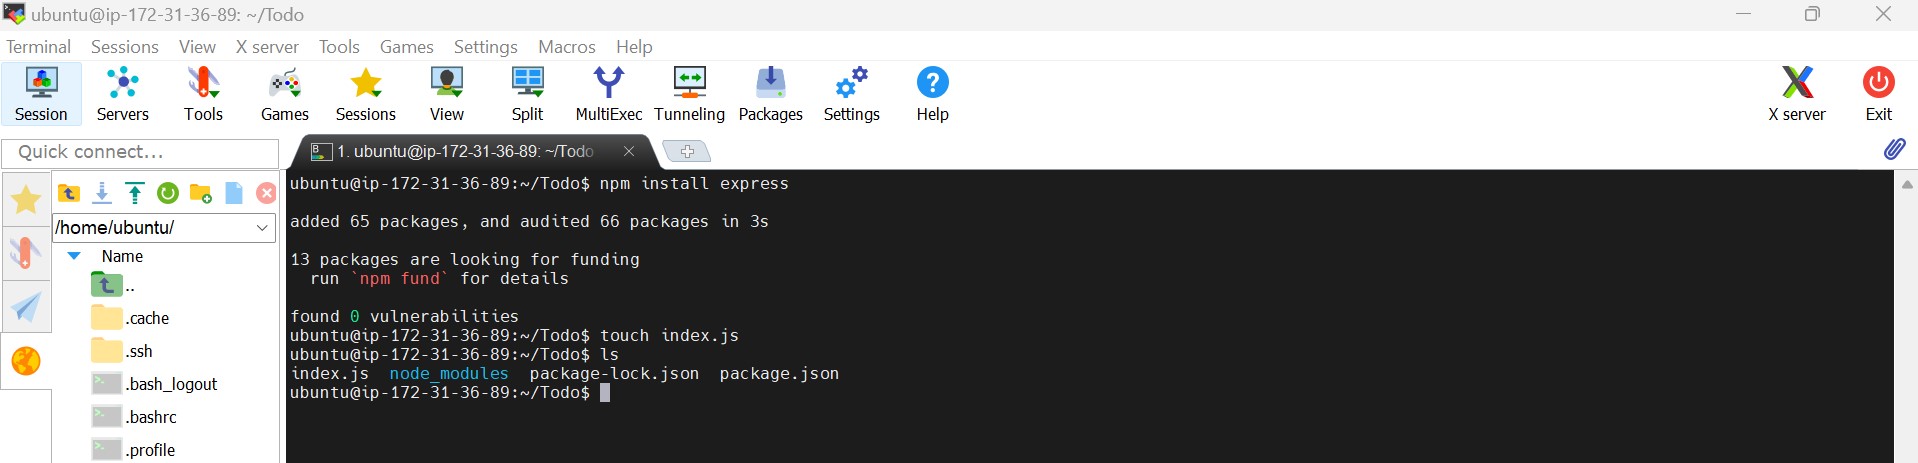 ubuntu@ip-172-31-36-89: ~/Todo
Terminal Sessions View X server Tools Games Settings Macros Help
Session Servers Tools Games Sessions View Split MultiExec Tunneling Packages Settings Help X server Exit
Quick connect...
1. ubuntu@ip-172-31-36-89: ~/Todo
/home/ubuntu/
Name
..
.cache
.ssh
.bash_logout
.bashrc
.profile
ubuntu@ip-172-31-36-89:~/Todo$ npm install express
added 65 packages, and audited 66 packages in 3s
13 packages are looking for funding
  run `npm fund` for details
found 0 vulnerabilities
ubuntu@ip-172-31-36-89:~/Todo$ touch index.js
ubuntu@ip-172-31-36-89:~/Todo$ ls
index.js  node_modules  package-lock.json  package.json
ubuntu@ip-172-31-36-89:~/Todo$